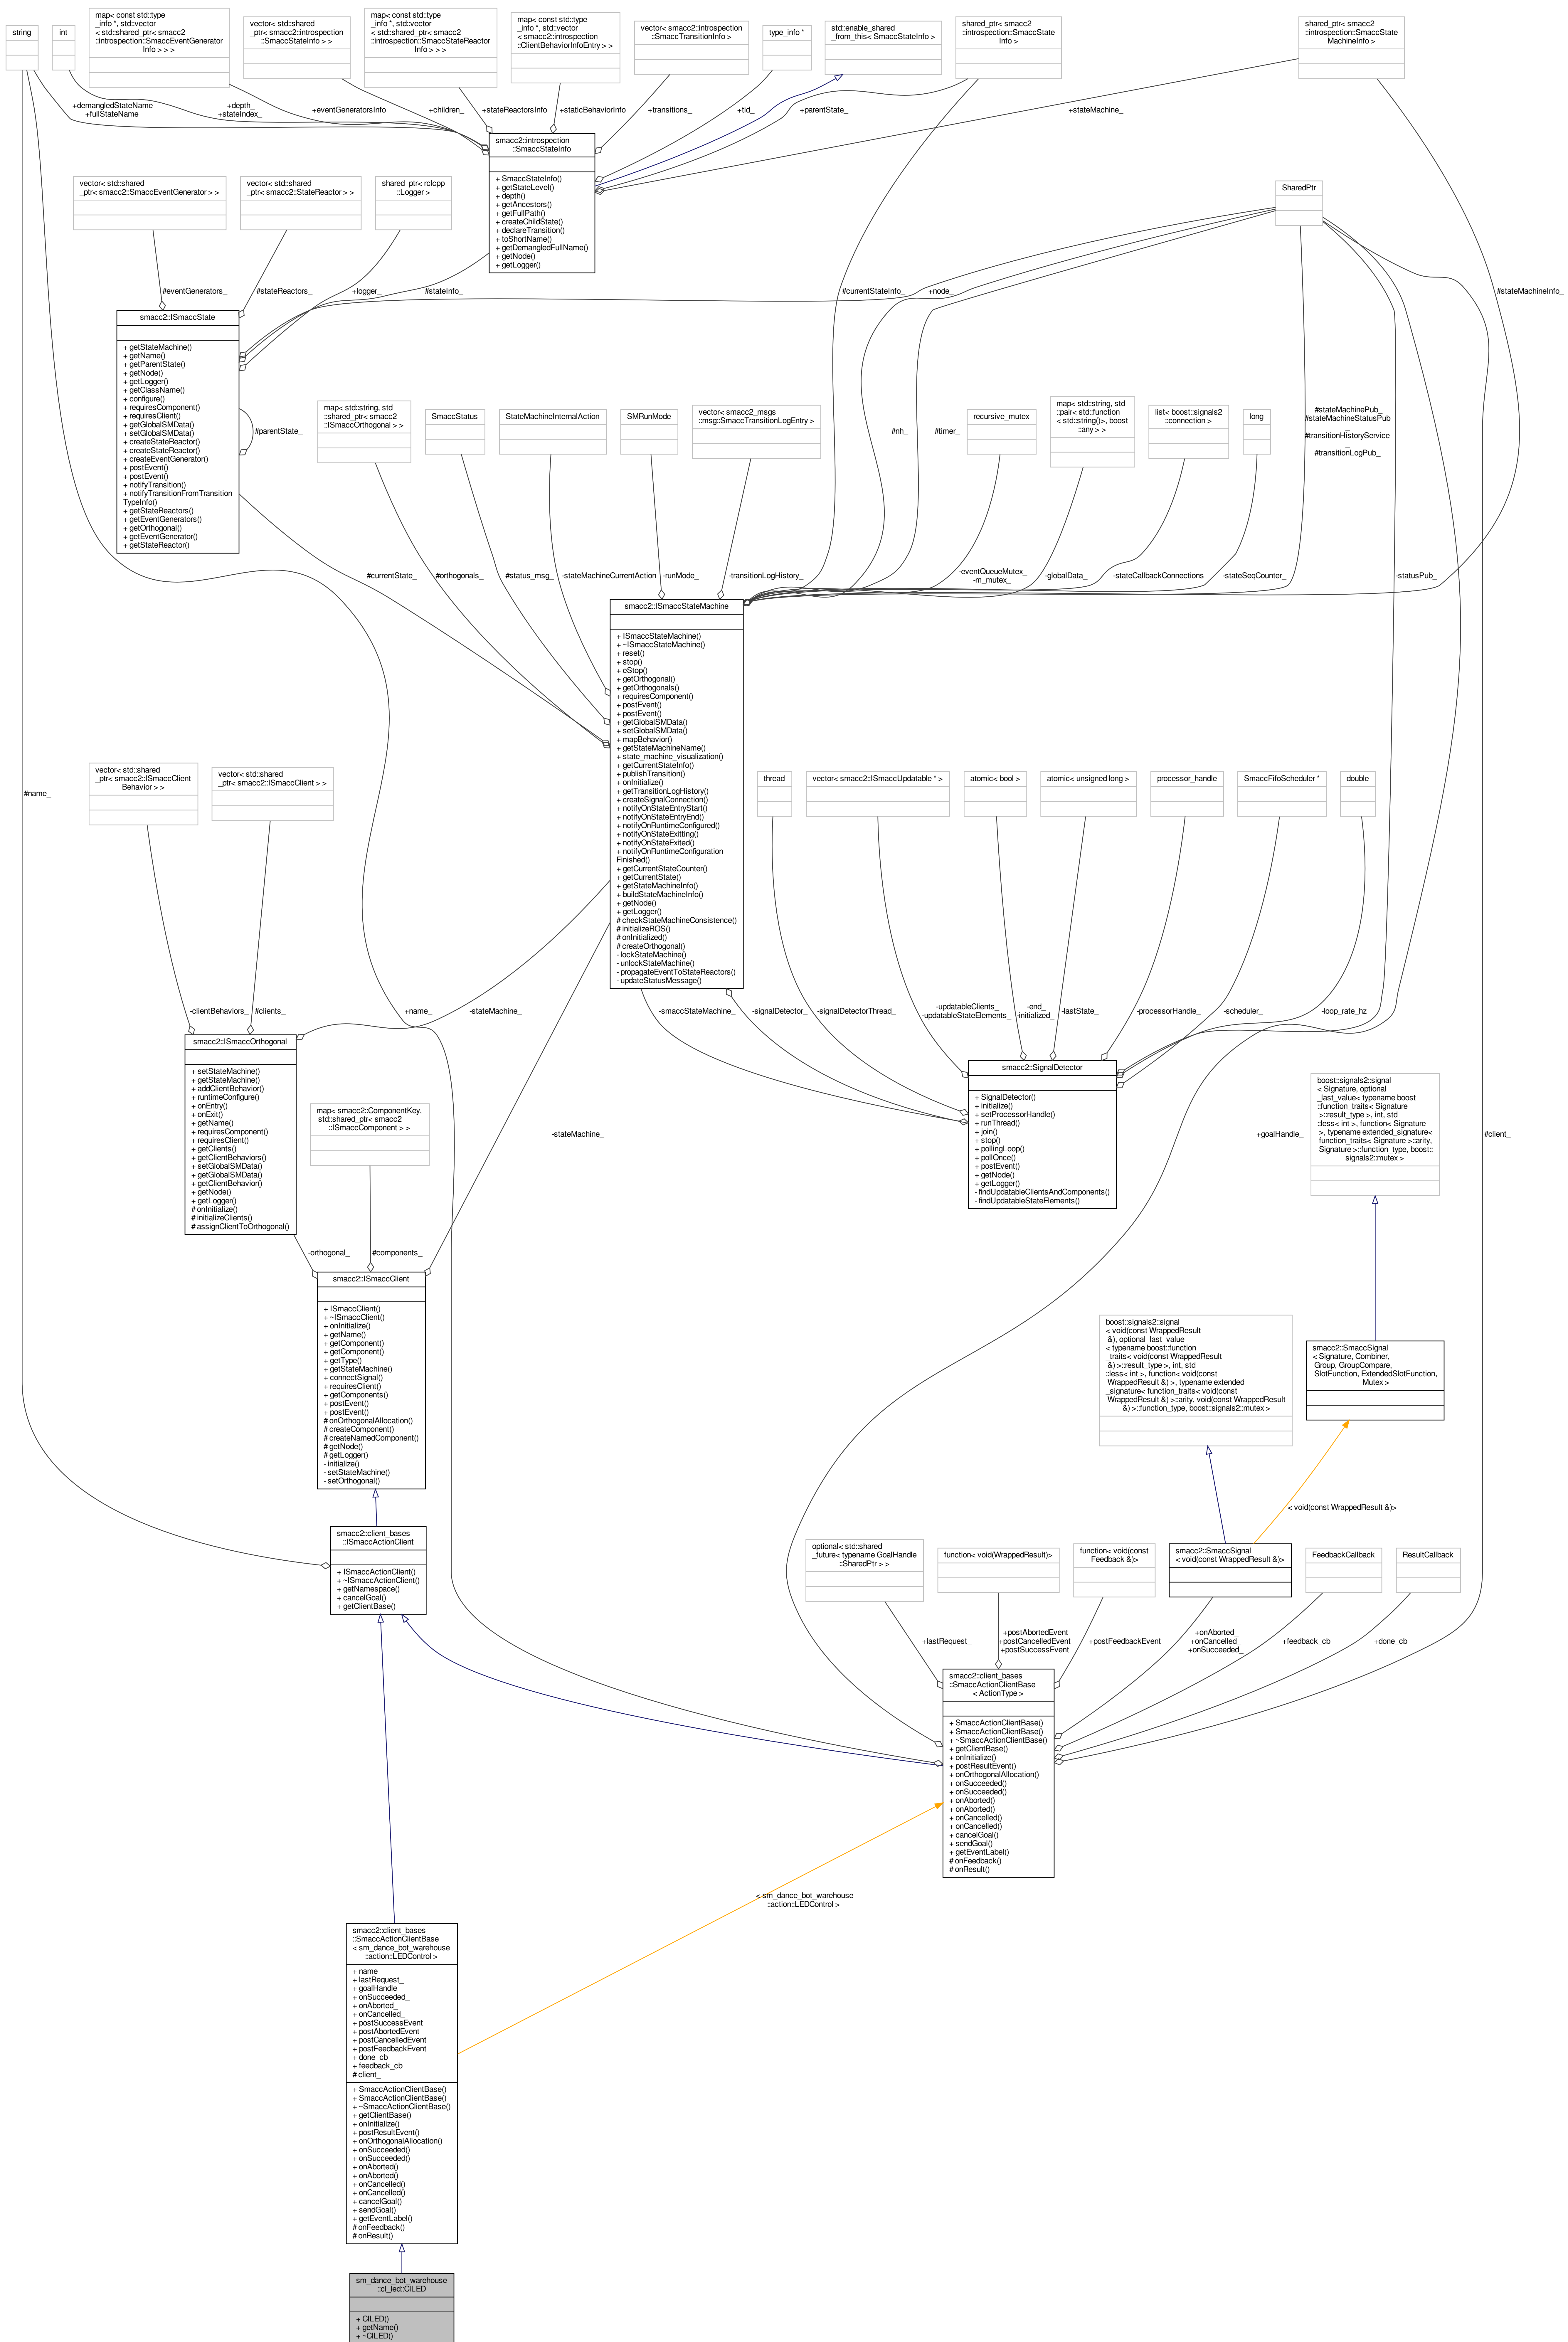 string
int
map< const std::type
_info *, std::vector
< std::shared_ptr< smacc2
::introspection::SmaccEventGenerator
Info > > >
vector< std::shared
_ptr< smacc2::introspection
::SmaccStateInfo > >
map< const std::type
_info *, std::vector
< std::shared_ptr< smacc2
::introspection::SmaccStateReactor
Info > > >
map< const std::type
_info *, std::vector
< smacc2::introspection
::ClientBehaviorInfoEntry > >
vector< smacc2::introspection
::SmaccTransitionInfo >
type_info *
std::enable_shared
_from_this< SmaccStateInfo >
shared_ptr< smacc2
::introspection::SmaccState
Info >
shared_ptr< smacc2
::introspection::SmaccState
MachineInfo >
+demangledStateName
+fullStateName
+depth_
+stateIndex_
+eventGeneratorsInfo
+children_
+stateReactorsInfo
+staticBehaviorInfo
+transitions_
+tid_
+parentState_
+stateMachine_
smacc2::introspection
::SmaccStateInfo
+ SmaccStateInfo()
+ getStateLevel()
+ depth()
+ getAncestors()
+ getFullPath()
+ createChildState()
+ declareTransition()
+ toShortName()
+ getDemangledFullName()
+ getNode()
+ getLogger()
vector< std::shared
_ptr< smacc2::SmaccEventGenerator > >
vector< std::shared
_ptr< smacc2::StateReactor > >
shared_ptr< rclcpp
::Logger >
SharedPtr
#eventGenerators_
#stateReactors_
+logger_
#stateInfo_
#currentStateInfo_
+node_
#stateMachineInfo_
smacc2::ISmaccState
+ getStateMachine()
+ getName()
+ getParentState()
+ getNode()
+ getLogger()
+ getClassName()
+ configure()
+ requiresComponent()
+ requiresClient()
+ getGlobalSMData()
+ setGlobalSMData()
+ createStateReactor()
+ createStateReactor()
+ createEventGenerator()
+ postEvent()
+ postEvent()
+ notifyTransition()
+ notifyTransitionFromTransition
TypeInfo()
+ getStateReactors()
+ getEventGenerators()
+ getOrthogonal()
+ getEventGenerator()
+ getStateReactor()
#parentState_
map< std::string, std
::shared_ptr< smacc2
::ISmaccOrthogonal > >
SmaccStatus
StateMachineInternalAction
SMRunMode
vector< smacc2_msgs
::msg::SmaccTransitionLogEntry >
#nh_
#timer_
recursive_mutex
map< std::string, std
::pair< std::function
< std::string()>, boost
::any > >
list< boost::signals2
::connection >
long
#stateMachinePub_
#stateMachineStatusPub
_
#transitionHistoryService
_
#transitionLogPub_
#currentState_
#orthogonals_
#status_msg_
-stateMachineCurrentAction
-runMode_
-transitionLogHistory_
-eventQueueMutex_
-m_mutex_
-globalData_
-stateCallbackConnections
-stateSeqCounter_
-statusPub_
smacc2::ISmaccStateMachine
+ ISmaccStateMachine()
+ ~ISmaccStateMachine()
+ reset()
+ stop()
+ eStop()
+ getOrthogonal()
+ getOrthogonals()
+ requiresComponent()
+ postEvent()
+ postEvent()
+ getGlobalSMData()
+ setGlobalSMData()
+ mapBehavior()
+ getStateMachineName()
+ state_machine_visualization()
+ getCurrentStateInfo()
+ publishTransition()
+ onInitialize()
+ getTransitionLogHistory()
+ createSignalConnection()
+ notifyOnStateEntryStart()
+ notifyOnStateEntryEnd()
+ notifyOnRuntimeConfigured()
+ notifyOnStateExitting()
+ notifyOnStateExited()
+ notifyOnRuntimeConfiguration
Finished()
+ getCurrentStateCounter()
+ getCurrentState()
+ getStateMachineInfo()
+ buildStateMachineInfo()
+ getNode()
+ getLogger()
# checkStateMachineConsistence()
# initializeROS()
# onInitialized()
# createOrthogonal()
- lockStateMachine()
- unlockStateMachine()
- propagateEventToStateReactors()
- updateStatusMessage()
#name_
vector< std::shared
_ptr< smacc2::ISmaccClient
Behavior > >
vector< std::shared
_ptr< smacc2::ISmaccClient > >
thread
vector< smacc2::ISmaccUpdatable * >
atomic< bool >
atomic< unsigned long >
processor_handle
SmaccFifoScheduler *
double
-clientBehaviors_
#clients_
+name_
-stateMachine_
-smaccStateMachine_
-signalDetector_
-signalDetectorThread_
-updatableClients_
-updatableStateElements_
-end_
-initialized_
-lastState_
-processorHandle_
-scheduler_
-loop_rate_hz
smacc2::ISmaccOrthogonal
+ setStateMachine()
+ getStateMachine()
+ addClientBehavior()
+ runtimeConfigure()
+ onEntry()
+ onExit()
+ getName()
+ requiresComponent()
+ requiresClient()
+ getClients()
+ getClientBehaviors()
+ setGlobalSMData()
+ getGlobalSMData()
+ getClientBehavior()
+ getNode()
+ getLogger()
# onInitialize()
# initializeClients()
# assignClientToOrthogonal()
map< smacc2::ComponentKey,
std::shared_ptr< smacc2
::ISmaccComponent > >
-stateMachine_
smacc2::SignalDetector
+ SignalDetector()
+ initialize()
+ setProcessorHandle()
+ runThread()
+ join()
+ stop()
+ pollingLoop()
+ pollOnce()
+ postEvent()
+ getNode()
+ getLogger()
- findUpdatableClientsAndComponents()
- findUpdatableStateElements()
+goalHandle_
boost::signals2::signal
< Signature, optional
_last_value< typename boost
::function_traits< Signature
>::result_type >, int, std
::less< int >, function< Signature
>, typename extended_signature<
function_traits< Signature >::arity,
Signature >::function_type, boost::
signals2::mutex >
#client_
-orthogonal_
#components_
smacc2::ISmaccClient
+ ISmaccClient()
+ ~ISmaccClient()
+ onInitialize()
+ getName()
+ getComponent()
+ getComponent()
+ getType()
+ getStateMachine()
+ connectSignal()
+ requiresClient()
+ getComponents()
+ postEvent()
+ postEvent()
# onOrthogonalAllocation()
# createComponent()
# createNamedComponent()
# getNode()
# getLogger()
- initialize()
- setStateMachine()
- setOrthogonal()
boost::signals2::signal
< void(const WrappedResult
&), optional_last_value
< typename boost::function
_traits< void(const WrappedResult
&) >::result_type >, int, std
::less< int >, function< void(const
WrappedResult &) >, typename extended
_signature< function_traits< void(const
WrappedResult &) >::arity, void(const WrappedResult
&) >::function_type, boost::signals2::mutex >
smacc2::SmaccSignal
< Signature, Combiner,
Group, GroupCompare,
SlotFunction, ExtendedSlotFunction,
Mutex >
< void(const WrappedResult &)>
smacc2::client_bases
::ISmaccActionClient
+ ISmaccActionClient()
+ ~ISmaccActionClient()
+ getNamespace()
+ cancelGoal()
+ getClientBase()
optional< std::shared
_future< typename GoalHandle
::SharedPtr > >
function< void(WrappedResult)>
function< void(const
Feedback &)>
smacc2::SmaccSignal
< void(const WrappedResult &)>
FeedbackCallback
ResultCallback
+lastRequest_
+postAbortedEvent
+postCancelledEvent
+postSuccessEvent
+postFeedbackEvent
+onAborted_
+onCancelled_
+onSucceeded_
+feedback_cb
+done_cb
smacc2::client_bases
::SmaccActionClientBase
< ActionType >
+ SmaccActionClientBase()
+ SmaccActionClientBase()
+ ~SmaccActionClientBase()
+ getClientBase()
+ onInitialize()
+ postResultEvent()
+ onOrthogonalAllocation()
+ onSucceeded()
+ onSucceeded()
+ onAborted()
+ onAborted()
+ onCancelled()
+ onCancelled()
+ cancelGoal()
+ sendGoal()
+ getEventLabel()
# onFeedback()
# onResult()
< sm_dance_bot_warehouse
::action::LEDControl >
smacc2::client_bases
::SmaccActionClientBase
< sm_dance_bot_warehouse
::action::LEDControl >
+ name_
+ lastRequest_
+ goalHandle_
+ onSucceeded_
+ onAborted_
+ onCancelled_
+ postSuccessEvent
+ postAbortedEvent
+ postCancelledEvent
+ postFeedbackEvent
+ done_cb
+ feedback_cb
# client_
+ SmaccActionClientBase()
+ SmaccActionClientBase()
+ ~SmaccActionClientBase()
+ getClientBase()
+ onInitialize()
+ postResultEvent()
+ onOrthogonalAllocation()
+ onSucceeded()
+ onSucceeded()
+ onAborted()
+ onAborted()
+ onCancelled()
+ onCancelled()
+ cancelGoal()
+ sendGoal()
+ getEventLabel()
# onFeedback()
# onResult()
sm_dance_bot_warehouse
::cl_led::ClLED
+ ClLED()
+ getName()
+ ~ClLED()